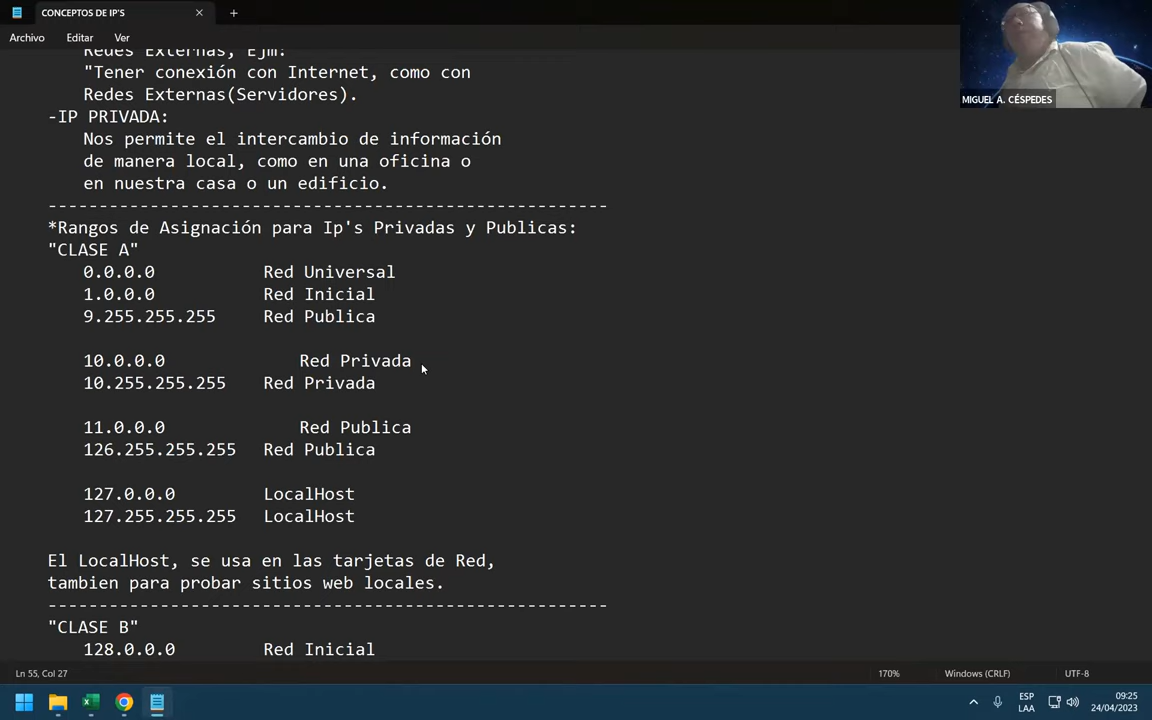 CONCEPTOS DE IP'S
Archivo Editar Ver
Redes Externas, Ejm:
"Tener conexión con Internet, como con
Redes Externas(Servidores).
-IP PRIVADA:
Nos permite el intercambio de información
de manera local, como en una oficina o
en nuestra casa o un edificio.
-------------------------------------------------------
*Rangos de Asignación para Ip's Privadas y Publicas:
"CLASE A"
0.0.0.0 Red Universal
1.0.0.0 Red Inicial
9.255.255.255 Red Publica
10.0.0.0 Red Privada
10.255.255.255 Red Privada
11.0.0.0 Red Publica
126.255.255.255 Red Publica
127.0.0.0 LocalHost
127.255.255.255 LocalHost
El LocalHost, se usa en las tarjetas de Red,
tambien para probar sitios web locales.
-------------------------------------------------------
"CLASE B"
128.0.0.0 Red Inicial
MIGUEL A. CÉSPEDES
Ln 55, Col 27 170% Windows (CRLF) UTF-8
ESP
LAA
09:25
24/04/2023